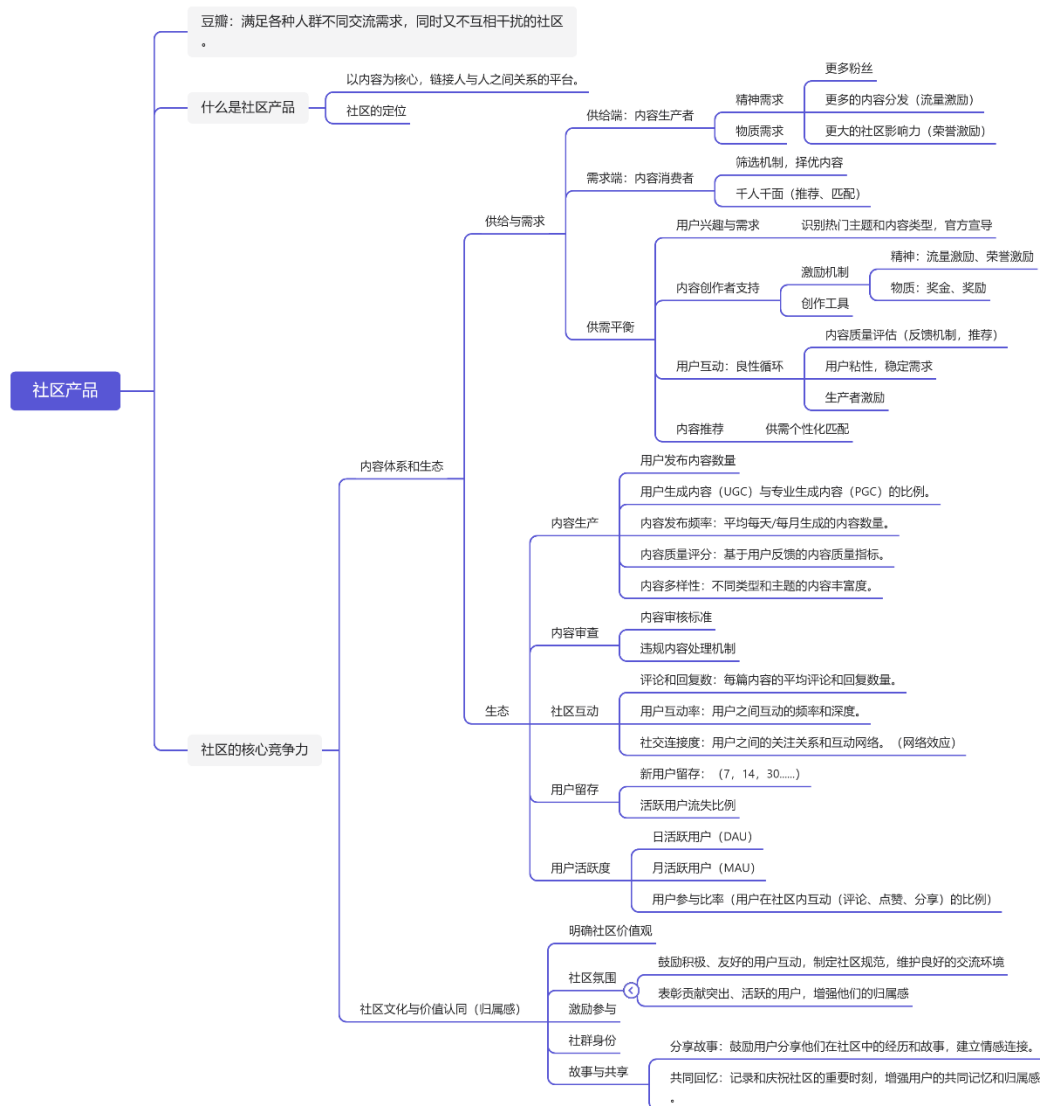 豆瓣：满足各种人群不同交流需求，同时又不互相干扰的社区
。
什么是社区产品
以内容为核心，链接人与人之间关系的平台。
社区的定位
社区产品
社区的核心竞争力
内容体系和生态
供给与需求
供给端：内容生产者
精神需求
更多粉丝
更多的内容分发（流量激励）
更大的社区影响力（荣誉激励）
物质需求
需求端：内容消费者
筛选机制，择优内容
千人千面（推荐、匹配）
供需平衡
用户兴趣与需求
识别热门主题和内容类型，官方宣导
内容创作者支持
激励机制
精神：流量激励、荣誉激励
物质：奖金、奖励
创作工具
用户互动：良性循环
内容质量评估（反馈机制，推荐）
用户粘性，稳定需求
生产者激励
内容推荐
供需个性化匹配
生态
内容生产
用户发布内容数量
用户生成内容（UGC）与专业生成内容（PGC）的比例。
内容发布频率：平均每天/每月生成的内容数量。
内容质量评分：基于用户反馈的内容质量指标。
内容多样性：不同类型和主题的内容丰富度。
内容审查
内容审核标准
违规内容处理机制
社区互动
评论和回复数：每篇内容的平均评论和回复数量。
用户互动率：用户之间互动的频率和深度。
社交连接度：用户之间的关注关系和互动网络。（网络效应）
用户留存
新用户留存：（7，14，30......）
活跃用户流失比例
用户活跃度
日活跃用户（DAU）
月活跃用户（MAU）
用户参与比率（用户在社区内互动（评论、点赞、分享）的比例）
社区文化与价值认同（归属感）
明确社区价值观
社区氛围
鼓励积极、友好的用户互动，制定社区规范，维护良好的交流环境
表彰贡献突出、活跃的用户，增强他们的归属感
激励参与
社群身份
故事与共享
分享故事：鼓励用户分享他们在社区中的经历和故事，建立情感连接。
共同回忆：记录和庆祝社区的重要时刻，增强用户的共同记忆和归属感
。